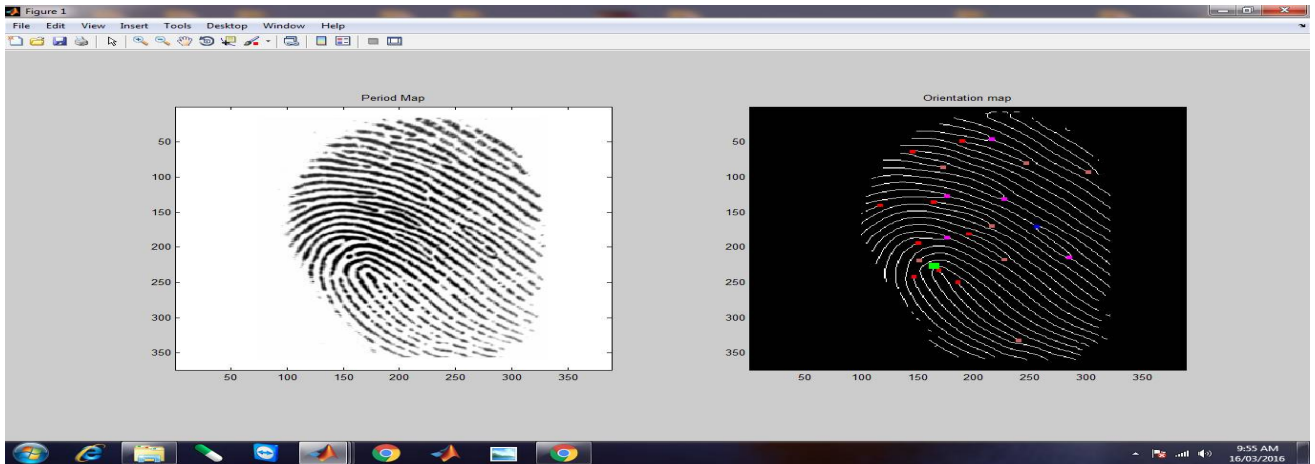 Figure 1
File Edit View Insert Tools Desktop Window Help
Period Map
50
100
150
200
250
300
350
50 100 150 200 250 300 350
Orientation map
50
100
150
200
250
300
350
50 100 150 200 250 300 350
9:55 AM
16/03/2016